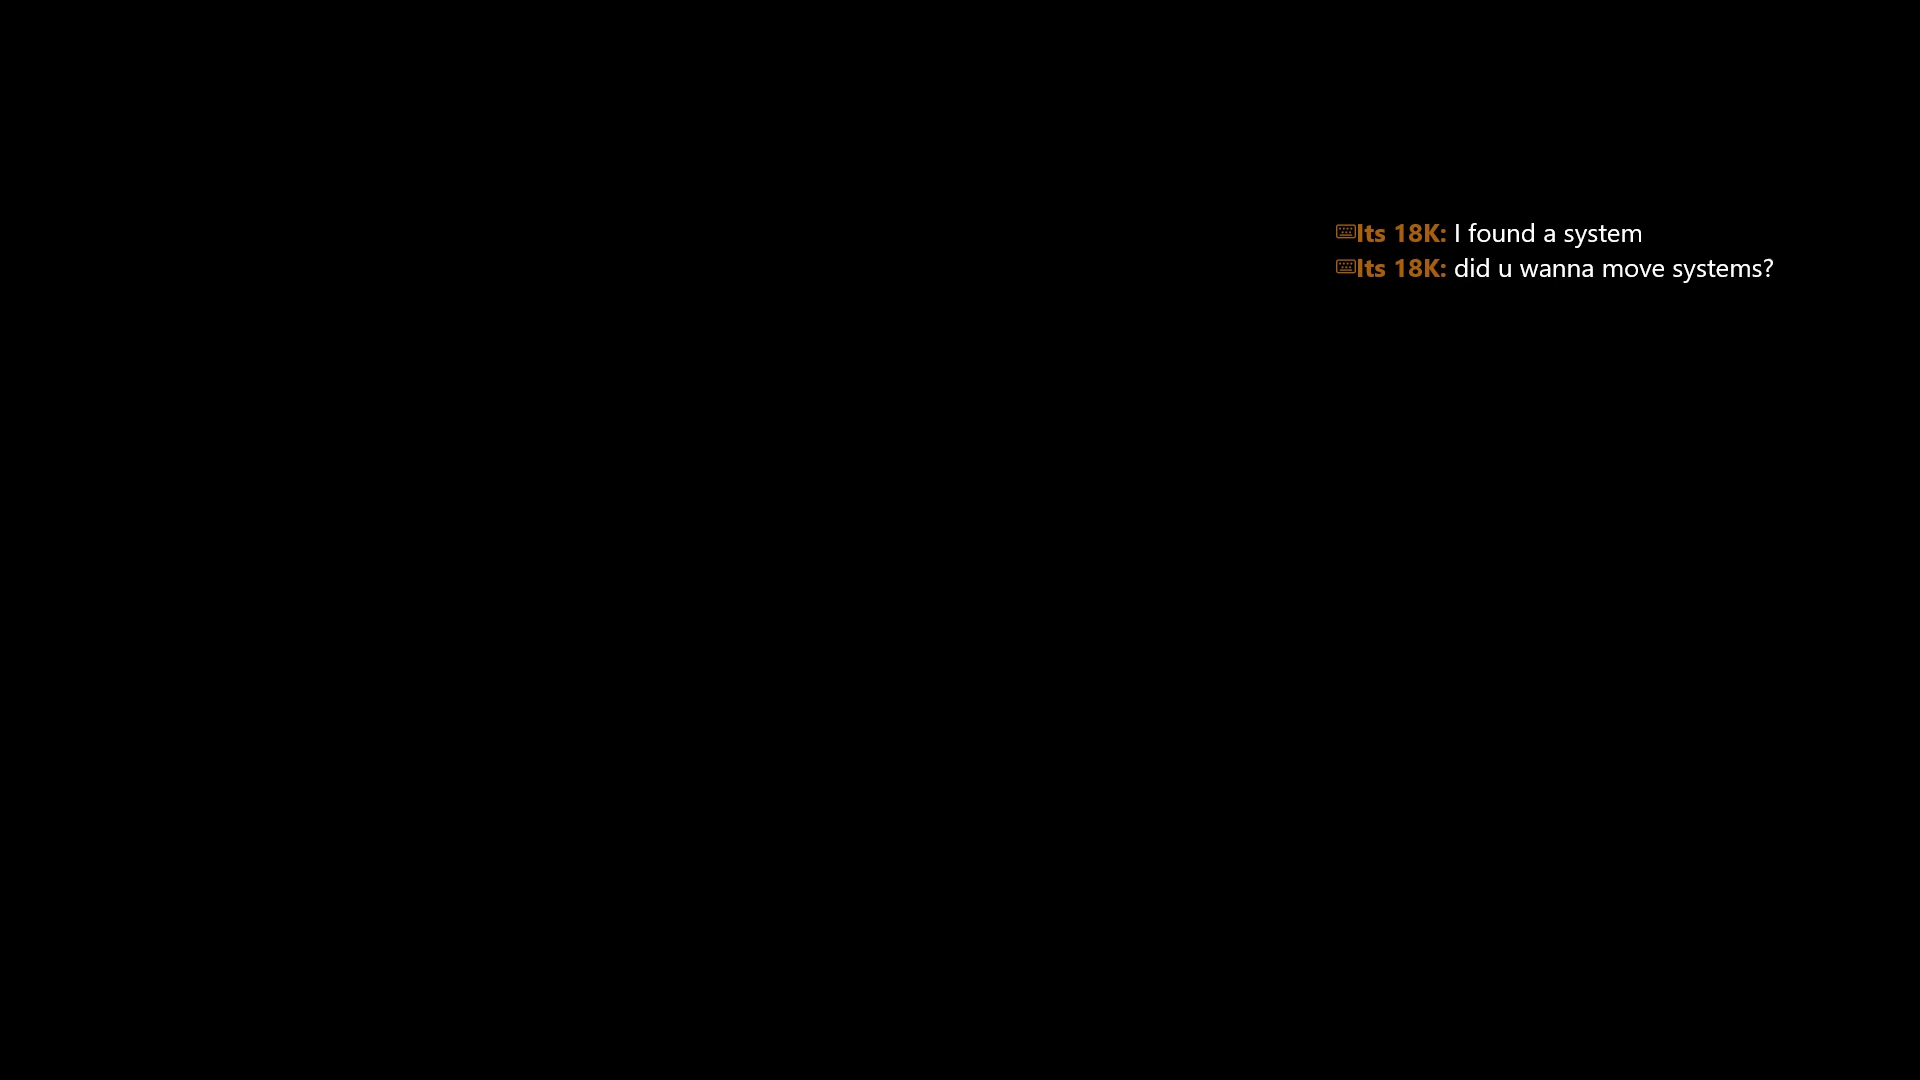 Its 18K: I found a system
Its 18K: did u wanna move systems?